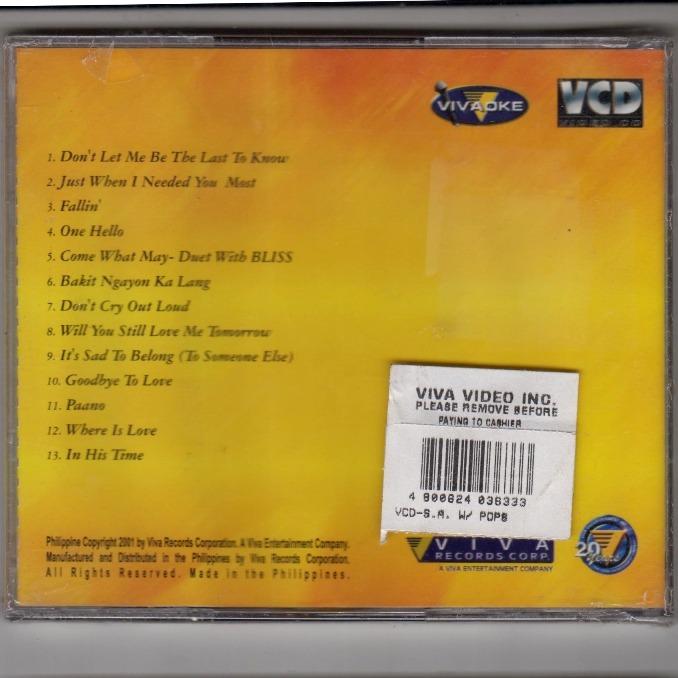 VIVAOKE
VCD
VIDEO CD
1. Don't Let Me Be The Last To Know
2. Just When I Needed You Most
3. Fallin'
4. One Hello
5. Come What May- Duet With BLISS
6. Bakit Ngayon Ka Lang
7. Don't Cry Out Loud
8. Will You Still Love Me Tomorrow
9. It's Sad To Belong (To Someone Else)
10. Goodbye To Love
11. Paano
12. Where Is Love
13. In His Time
VIVA VIDEO INC.
PLEASE REMOVE BEFORE
PAYING TO CASHIER
4 800624 036333
VCD-S.A. W/ POPS
Philippine Copyright 2001 by Viva Records Corporation. A Viva Entertainment Company.
Manufactured and Distributed in the Philippines by Viva Records Corporation.
All Rights Reserved. Made in the Philippines.
VIVA
RECORDS CORP.
A VIVA ENTERTAINMENT COMPANY
20